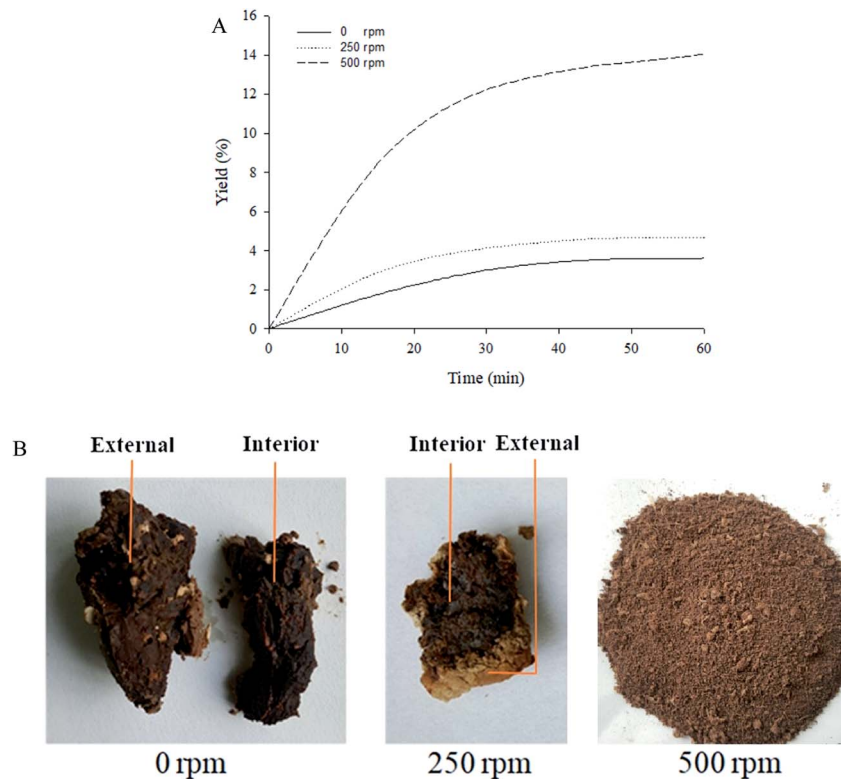 A
0 rpm
250 rpm
500 rpm
16
14
12
10
8
6
4
2
0
Yield (%)
0 10 20 30 40 50 60
Time (min)
B
External Interior
Interior External
0 rpm 250 rpm 500 rpm